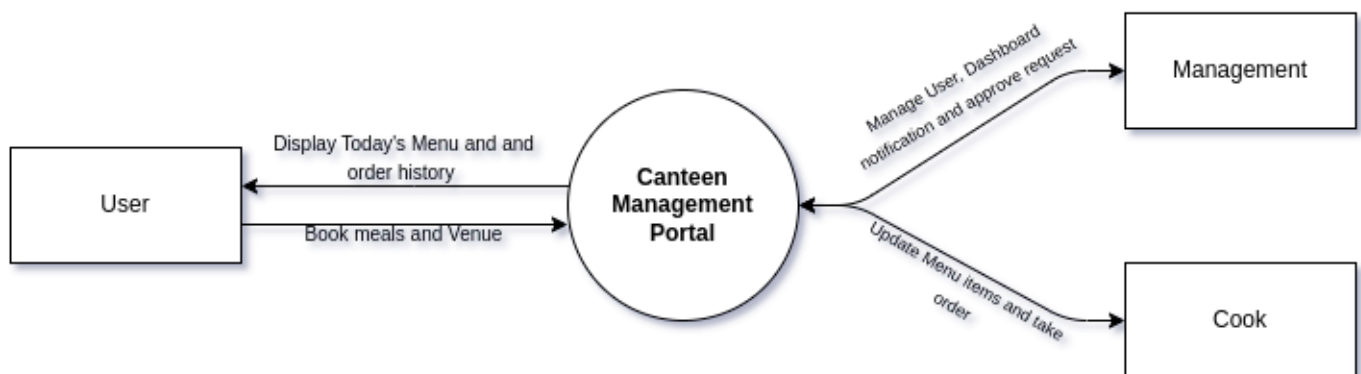 User
Display Today's Menu and and
order history
Book meals and Venue
Canteen
Management
Portal
Manage User, Dashboard
notification and approve request
Management
Update Menu items and take
order
Cook